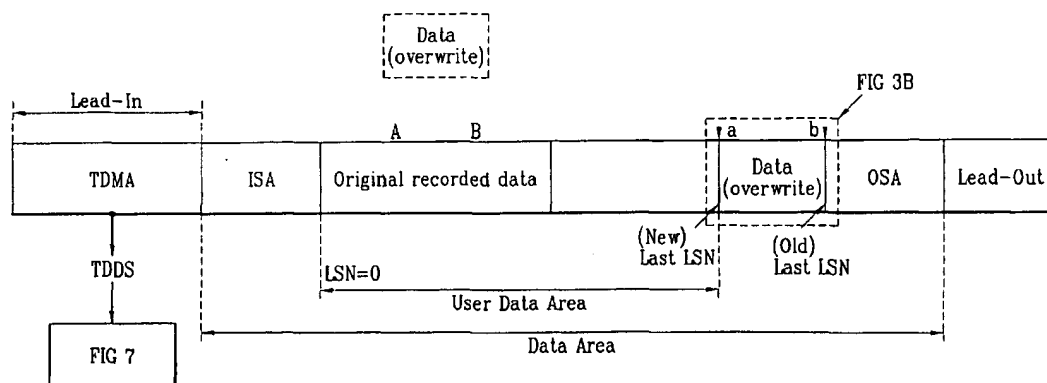 Data
(overwrite)
FIG 3B
Lead-In
A B
a b
TDMA
ISA
Original recorded data
Data
(overwrite)
OSA
Lead-Out
(New)
Last LSN
(Old)
Last LSN
TDDS
LSN=0
User Data Area
Data Area
FIG 7